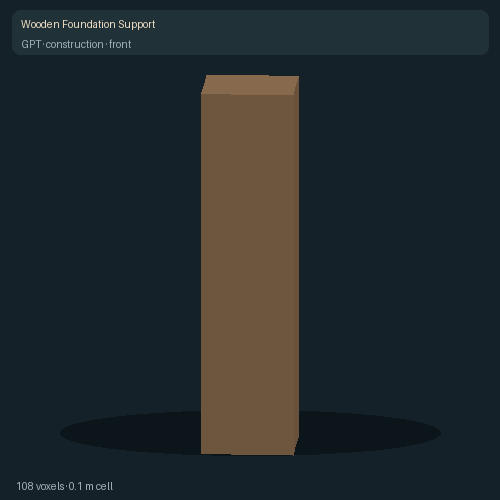 Wooden Foundation Support
GPT·construction·front
108 voxels·0.1 m cell